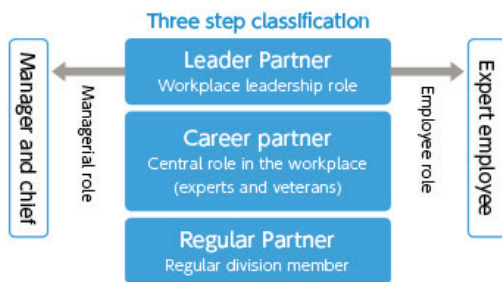 Three step classification
Manager and chief
Managerial role
Leader Partner
Workplace leadership role
Career partner
Central role in the workplace
(experts and veterans)
Regular Partner
Regular division member
Employee role
Expert employee